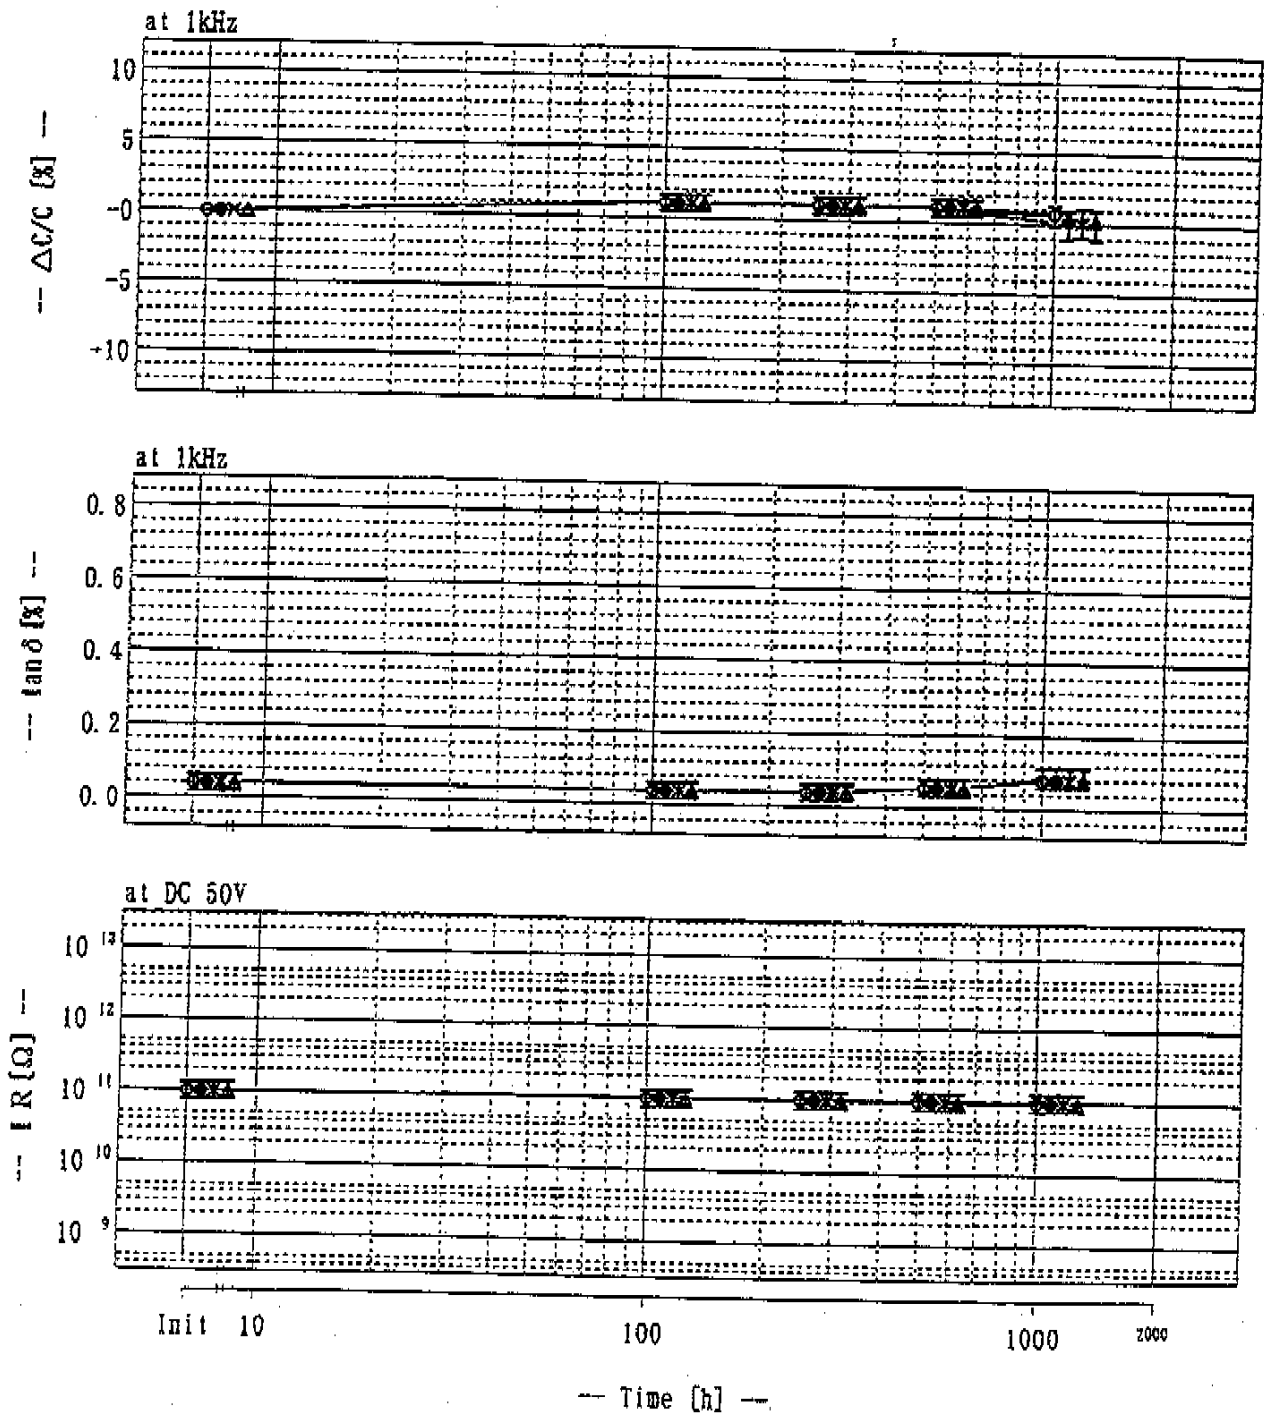 at 1kHz
10
5
-0
-5
-10
-- ΔC/C [%] --
at 1kHz
0.8
0.6
0.4
0.2
0.0
-- tanδ [%] --
at DC 50V
10 13
10 12
10 11
10 10
10 9
-- I R [Ω] --
Init 10 100 1000 2000
-- Time [h] --